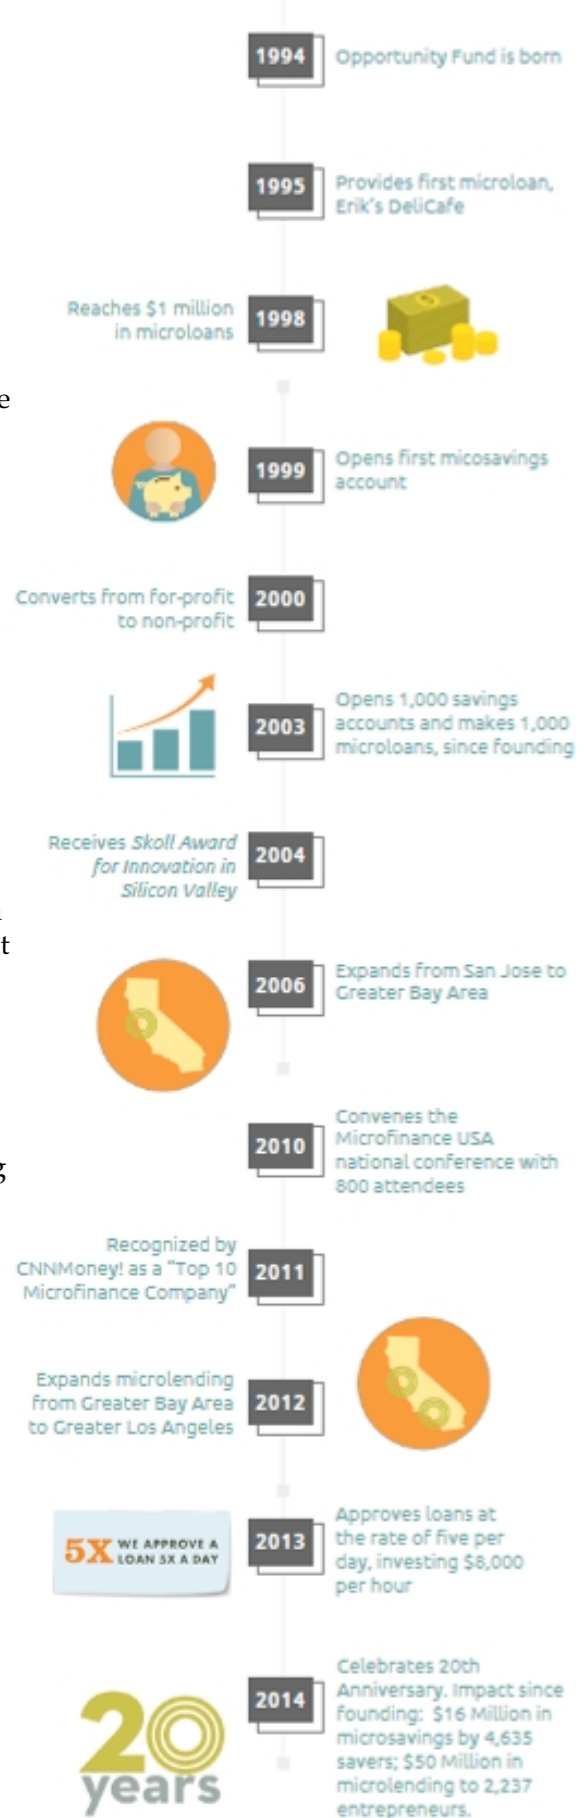 1994
Opportunity Fund is born
1995
Provides first microloan,
Erik's DeliCafe
Reaches $1 million
in microloans
1998
e
1999
Opens first micosavings
account
Converts from for-profit
to non-profit
2000
2003
Opens 1,000 savings
accounts and makes 1,000
microloans, since founding
Receives Skoll Award
for Innovation in
Silicon Valley
2004
t
2006
Expands from San Jose to
Greater Bay Area
2010
Convenes the
Microfinance USA
national conference with
800 attendees
g
Recognized by
CNNMoney! as a "Top 10
Microfinance Company"
2011
Expands microlending
from Greater Bay Area
to Greater Los Angeles
2012
5X WE APPROVE A
LOAN 5X A DAY
2013
Approves loans at
the rate of five per
day, investing $8,000
per hour
20
years
2014
Celebrates 20th
Anniversary. Impact since
founding: $16 Million in
microsavings by 4,635
savers; $50 Million in
microlending to 2,237
entrepreneurs.